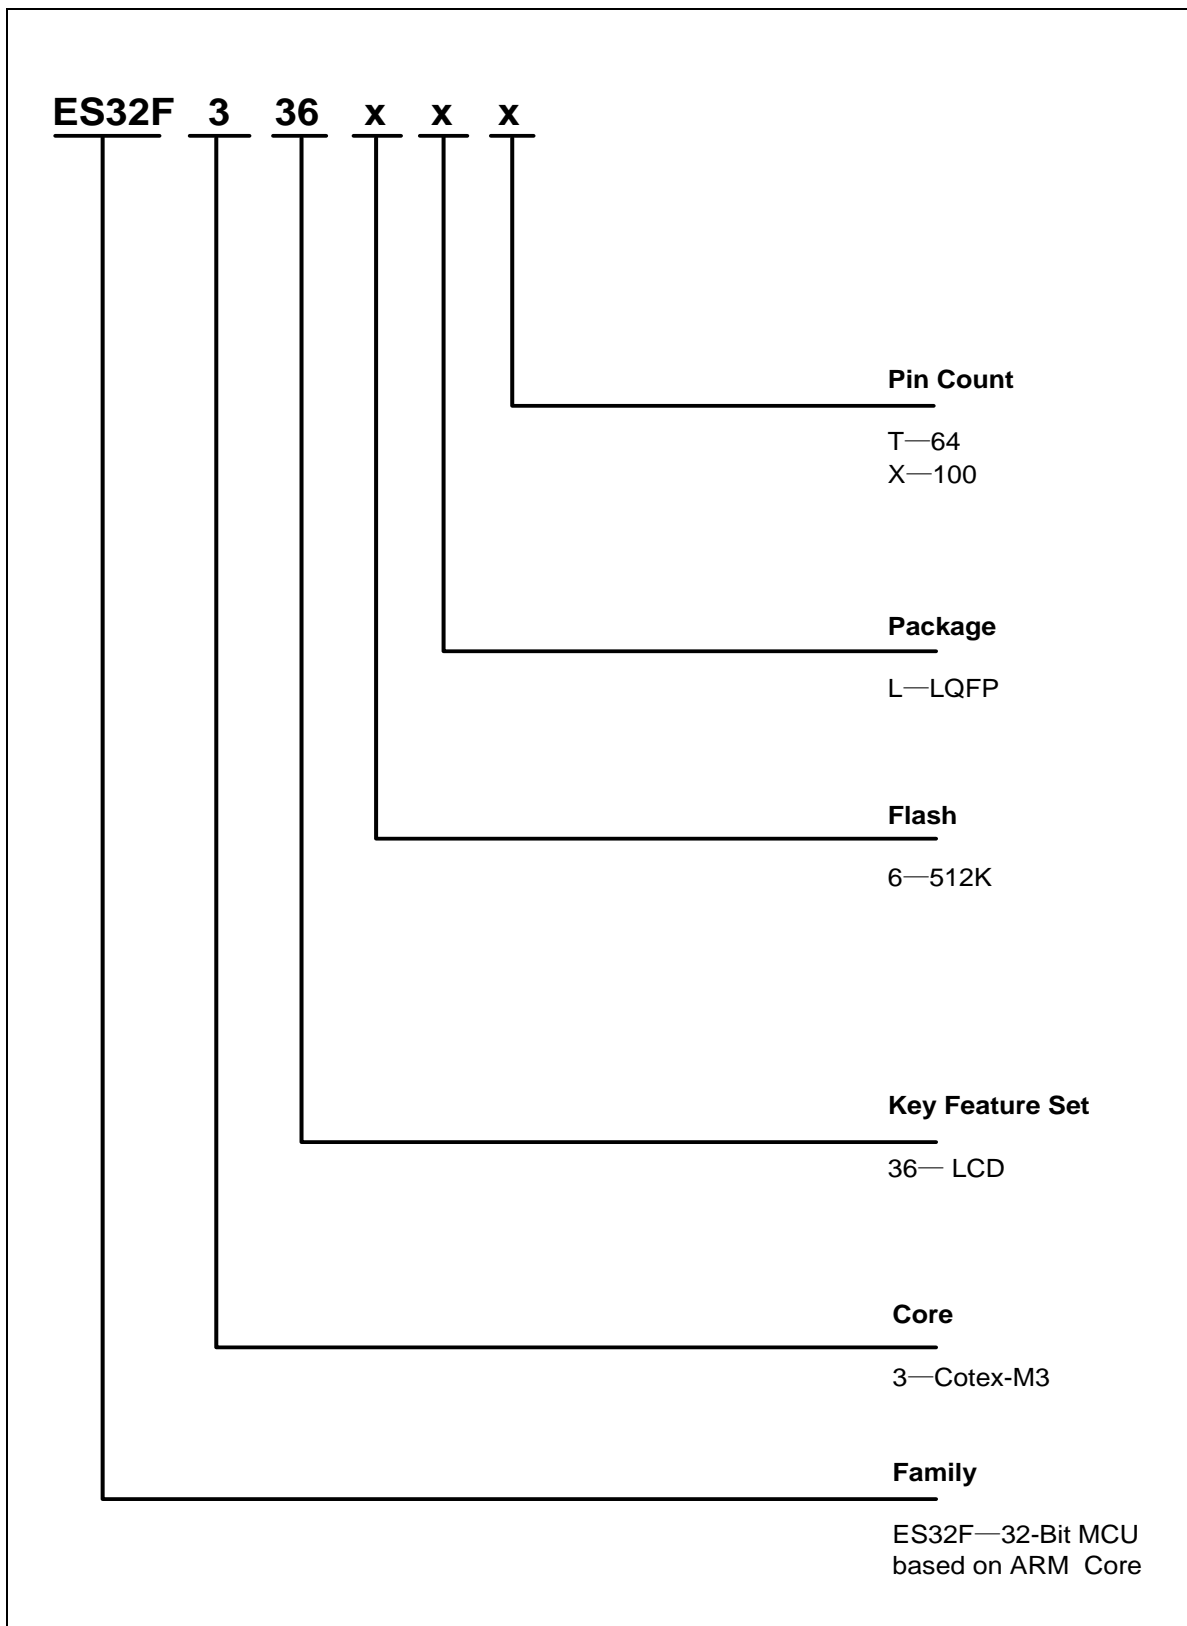 ES32F 3 36 x x x
Pin Count
T—64
X—100
Package
L—LQFP
Flash
6—512K
Key Feature Set
36— LCD
Core
3—Cotex-M3
Family
ES32F—32-Bit MCU
based on ARM Core